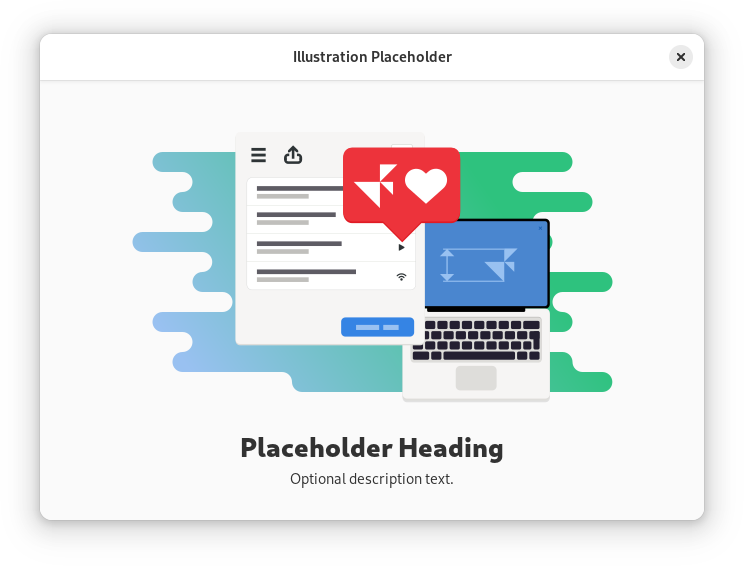 Illustration Placeholder
Placeholder Heading
Optional description text.